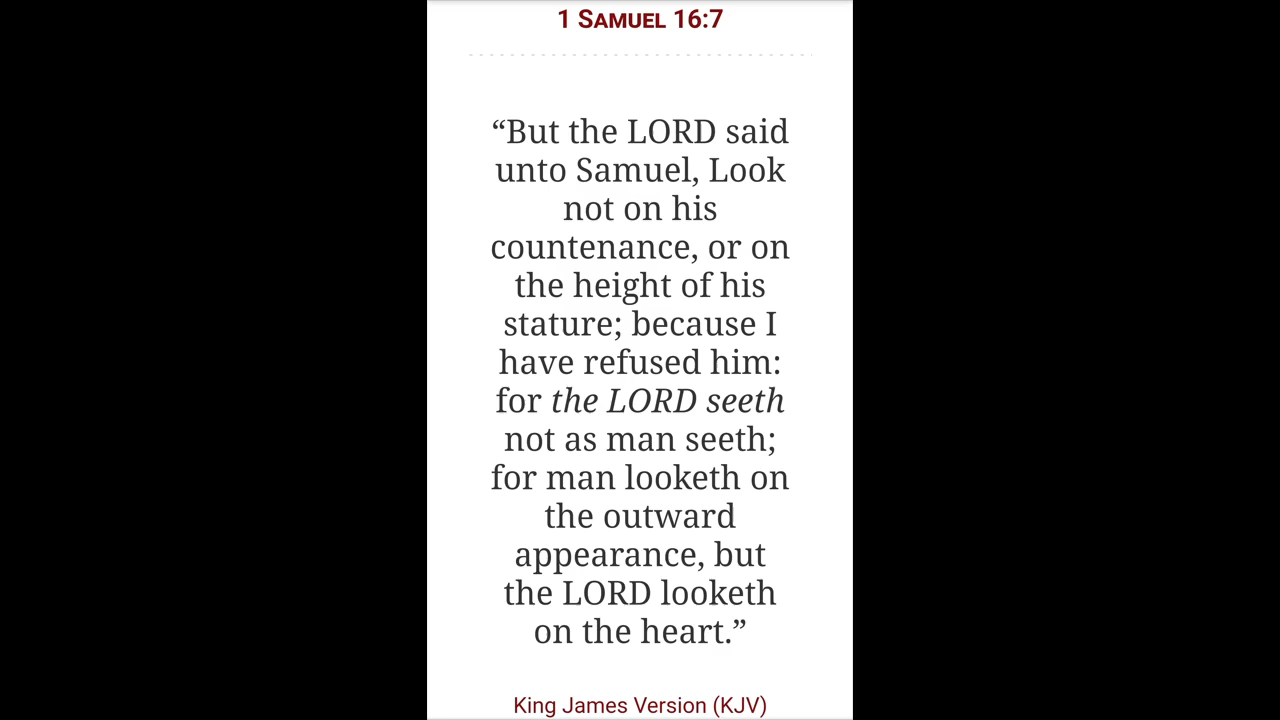 1 SAMUEL 16:7
“But the LORD said
unto Samuel, Look
not on his
countenance, or on
the height of his
stature; because I
have refused him:
for the LORD seeth
not as man seeth;
for man looketh on
the outward
appearance, but
the LORD looketh
on the heart.”
King James Version (KJV)